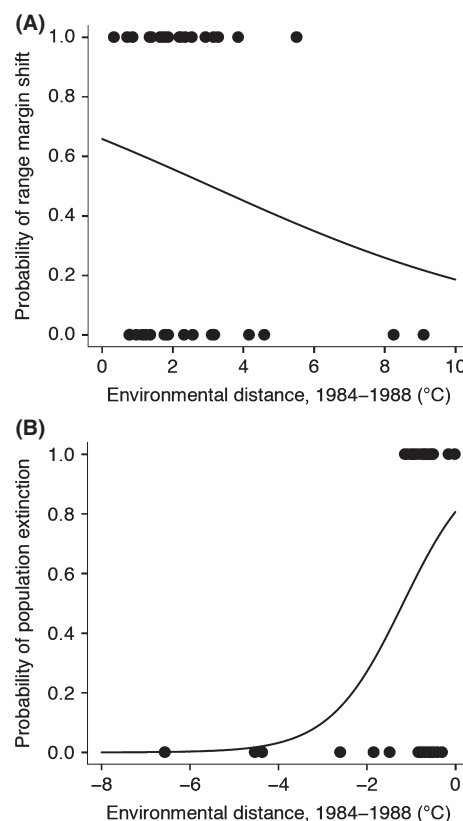 (A)
1.0
0.8
0.6
0.4
0.2
0.0
Probability of range margin shift
0 2 4 6 8 10
Environmental distance, 1984–1988 (°C)
(B)
1.0
0.8
0.6
0.4
0.2
0.0
Probability of population extinction
−8 −6 −4 −2 0
Environmental distance, 1984–1988 (°C)